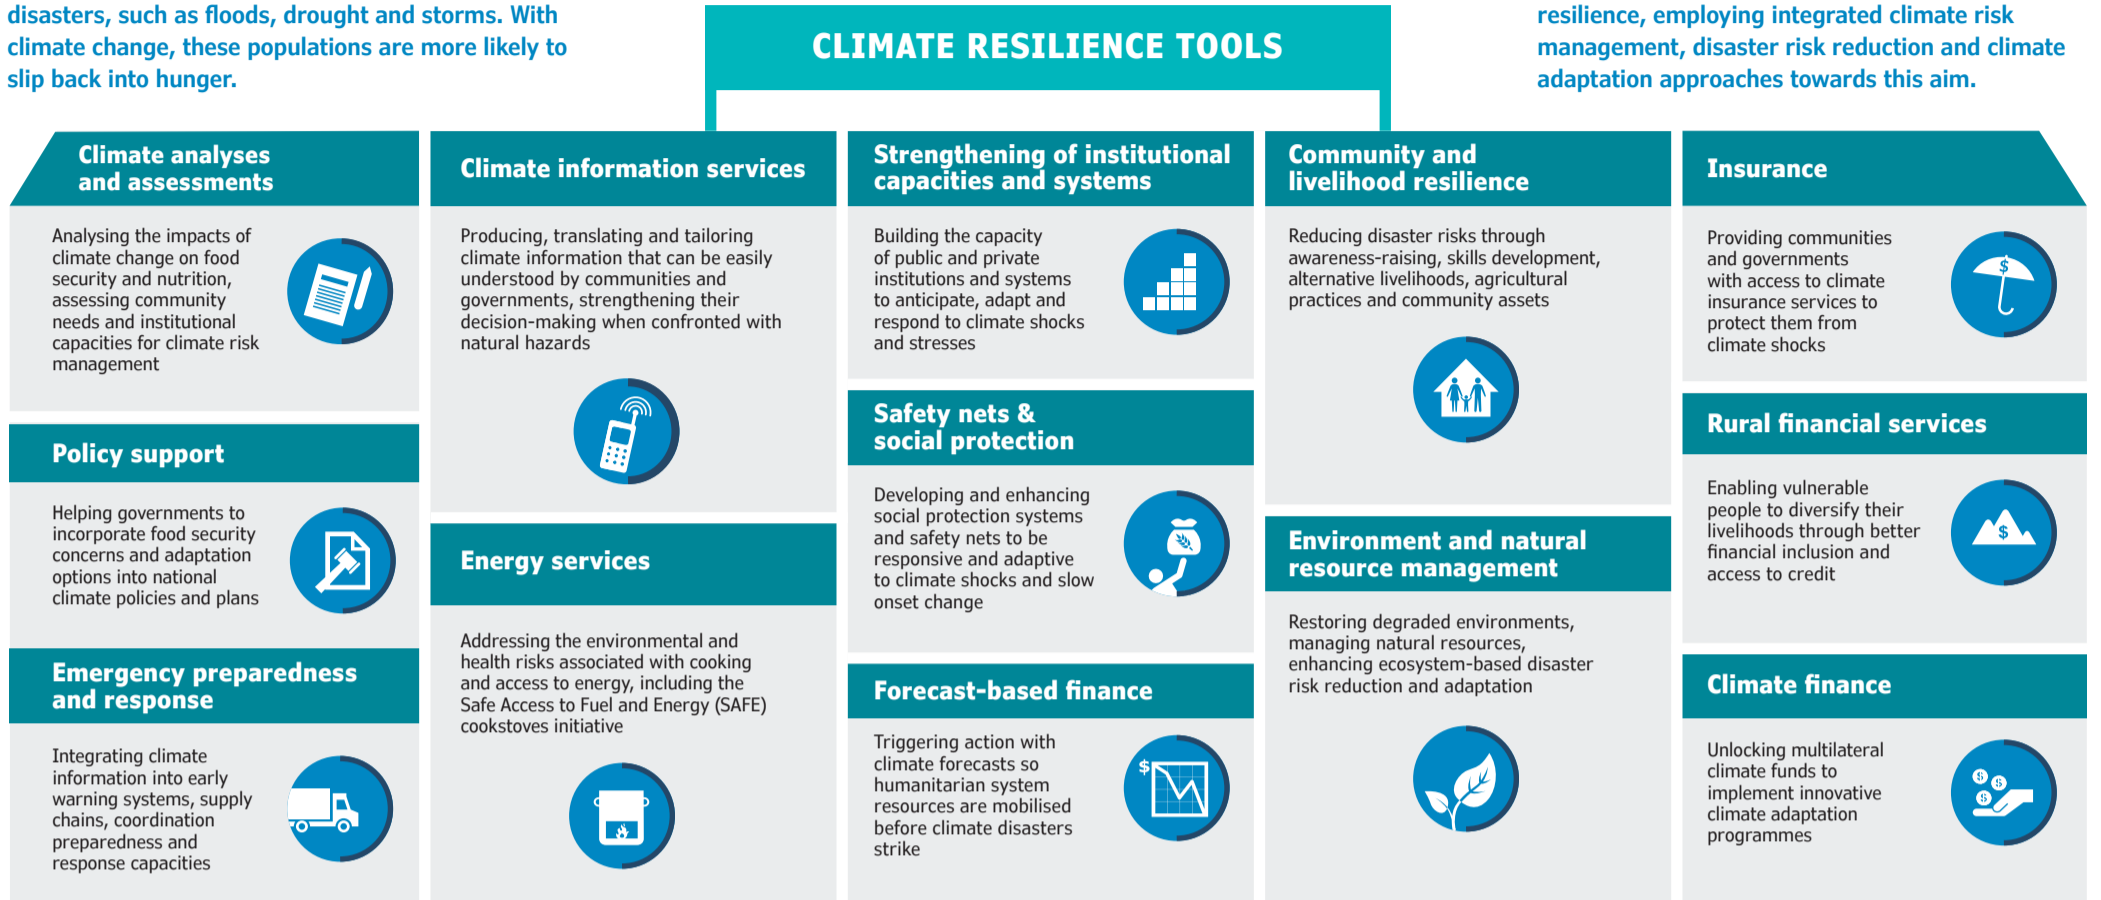 disasters, such as floods, drought and storms. With
climate change, these populations are more likely to
slip back into hunger.
CLIMATE RESILIENCE TOOLS
resilience, employing integrated climate risk
management, disaster risk reduction and climate
adaptation approaches towards this aim.
Climate analyses
and assessments
Analysing the impacts of
climate change on food
security and nutrition,
assessing community
needs and institutional
capacities for climate risk
management
Policy support
Helping governments to
incorporate food security
concerns and adaptation
options into national
climate policies and plans
Emergency preparedness
and response
Integrating climate
information into early
warning systems, supply
chains, coordination
preparedness and
response capacities
Climate information services
Producing, translating and tailoring
climate information that can be easily
understood by communities and
governments, strengthening their
decision-making when confronted with
natural hazards
Energy services
Addressing the environmental and
health risks associated with cooking
and access to energy, including the
Safe Access to Fuel and Energy (SAFE)
cookstoves initiative
Strengthening of institutional
capacities and systems
Building the capacity
of public and private
institutions and systems
to anticipate, adapt and
respond to climate shocks
and stresses
Safety nets &
social protection
Developing and enhancing
social protection systems
and safety nets to be
responsive and adaptive
to climate shocks and slow
onset change
Forecast-based finance
Triggering action with
climate forecasts so
humanitarian system
resources are mobilised
before climate disasters
strike
$
Community and
livelihood resilience
Reducing disaster risks through
awareness-raising, skills development,
alternative livelihoods, agricultural
practices and community assets
Environment and natural
resource management
Restoring degraded environments,
managing natural resources,
enhancing ecosystem-based disaster
risk reduction and adaptation
Insurance
Providing communities
and governments
with access to climate
insurance services to
protect them from
climate shocks
$
Rural financial services
Enabling vulnerable
people to diversify their
livelihoods through better
financial inclusion and
access to credit
$
Climate finance
Unlocking multilateral
climate funds to
implement innovative
climate adaptation
programmes
$ $
$